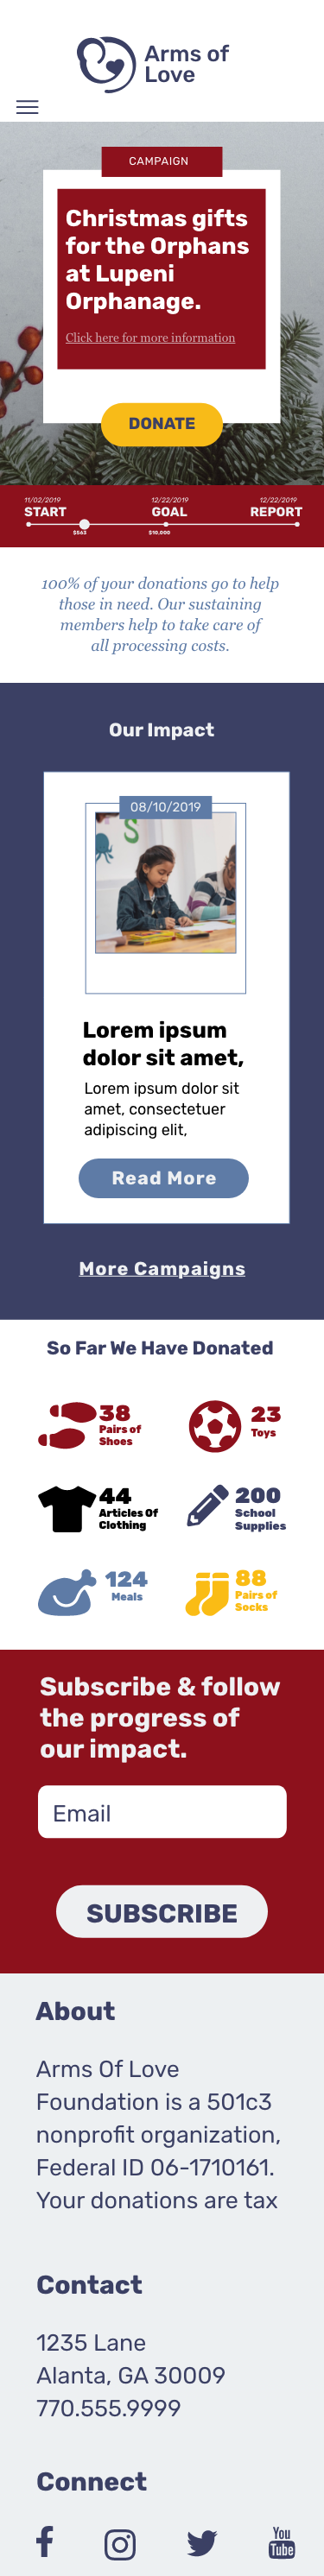 Arms of
Love
CAMPAIGN
Christmas gifts
for the Orphans
at Lupeni
Orphanage.
Click here for more information
DONATE
11/02/2019 12/22/2019 12/22/2019
START GOAL REPORT
$563 $10,000
100% of your donations go to help
those in need. Our sustaining
members help to take care of
all processing costs.
Our Impact
08/10/2019
S
Lorem ipsum
dolor sit amet,
Lorem ipsum dolor sit
amet, consectetuer
adipiscing elit,
Read More
More Campaigns
So Far We Have Donated
38
Pairs of
Shoes
23
Toys
44
Articles Of
Clothing
200
School
Supplies
124
Meals
88
Pairs of
Socks
Subscribe & follow
the progress of
our impact.
Email
SUBSCRIBE
About
Arms Of Love
Foundation is a 501c3
nonprofit organization,
Federal ID 06-1710161.
Your donations are tax
Contact
1235 Lane
Alanta, GA 30009
770.555.9999
Connect
You
Tube